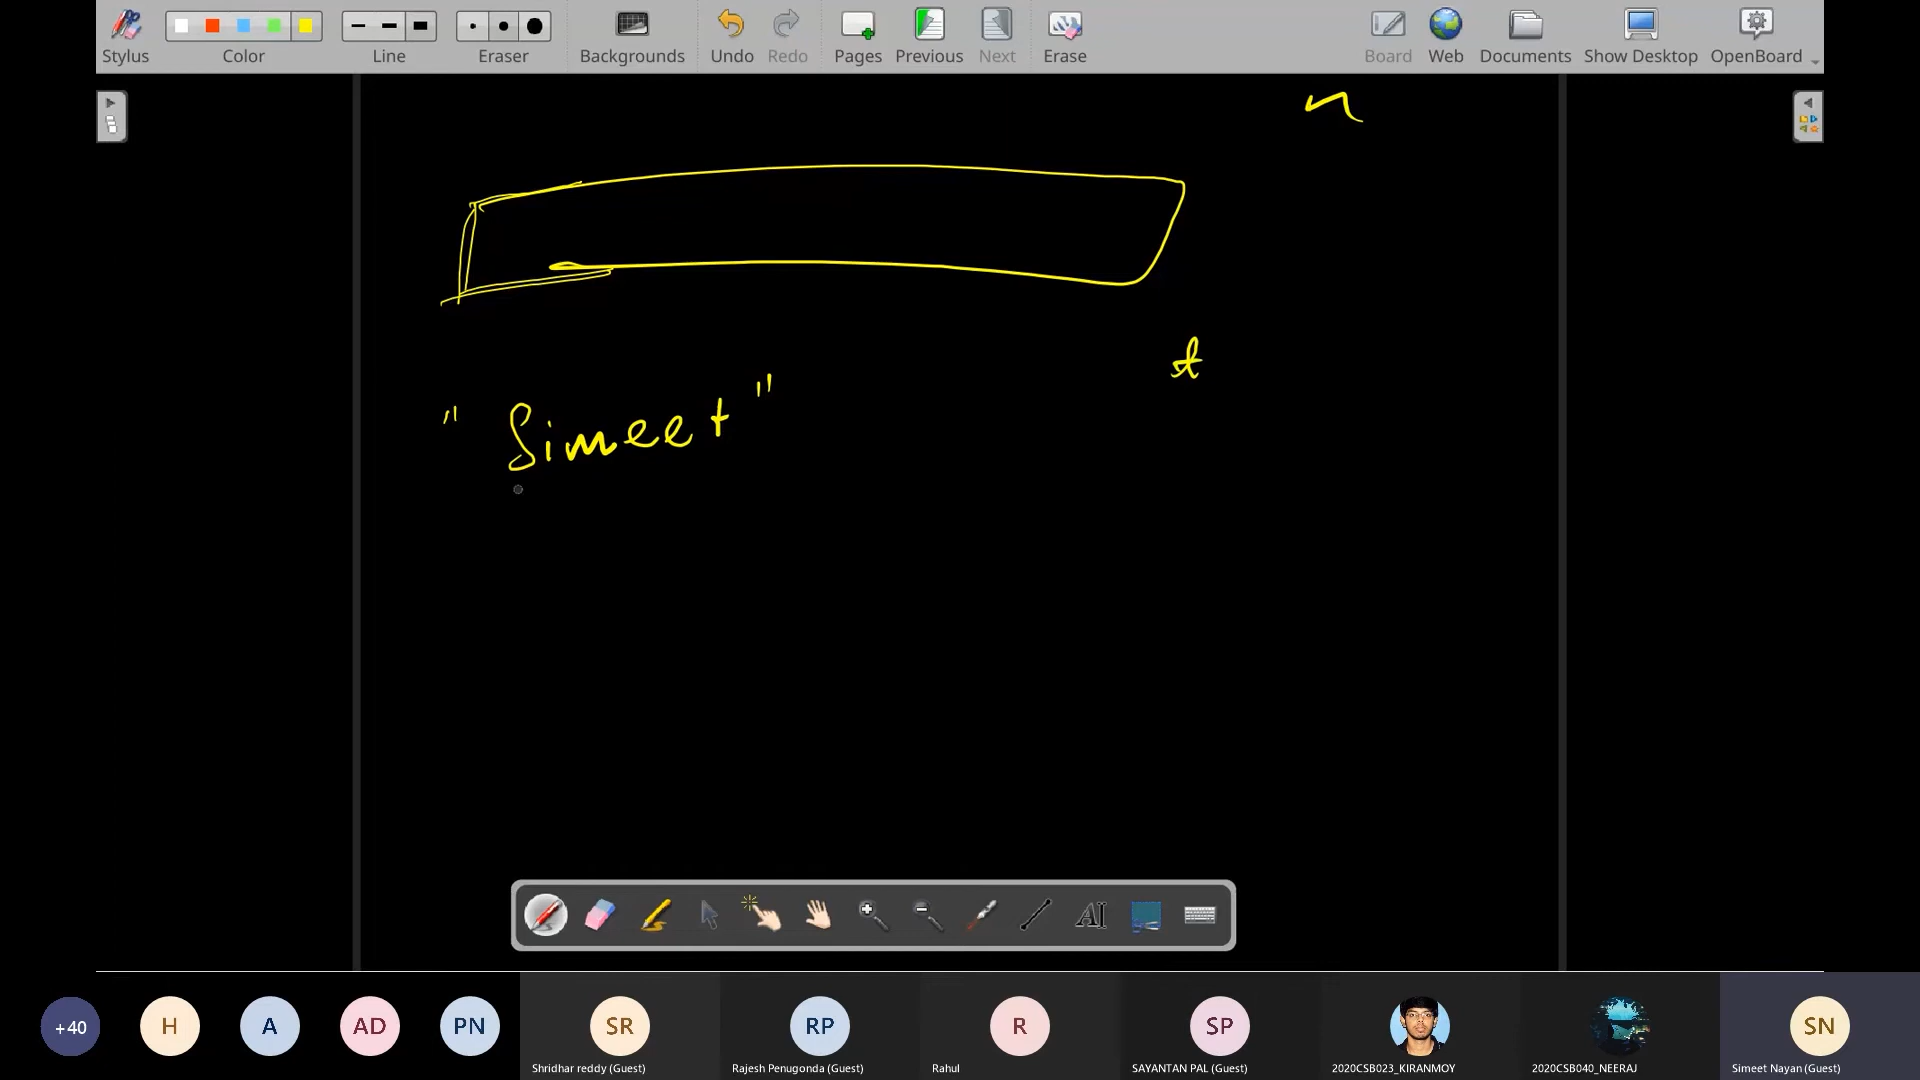 Stylus Color Line Eraser Backgrounds Undo Redo Pages Previous Next Erase Board Web Documents Show Desktop OpenBoard
n
t
" Simeet "
AI
+40 H A AD PN SR RP R SP SN
Shridhar reddy (Guest) Rajesh Penugonda (Guest) Rahul SAYANTAN PAL (Guest) 2020CSB023_KIRANMOY 2020CSB040_NEERAJ Simeet Nayan (Guest)